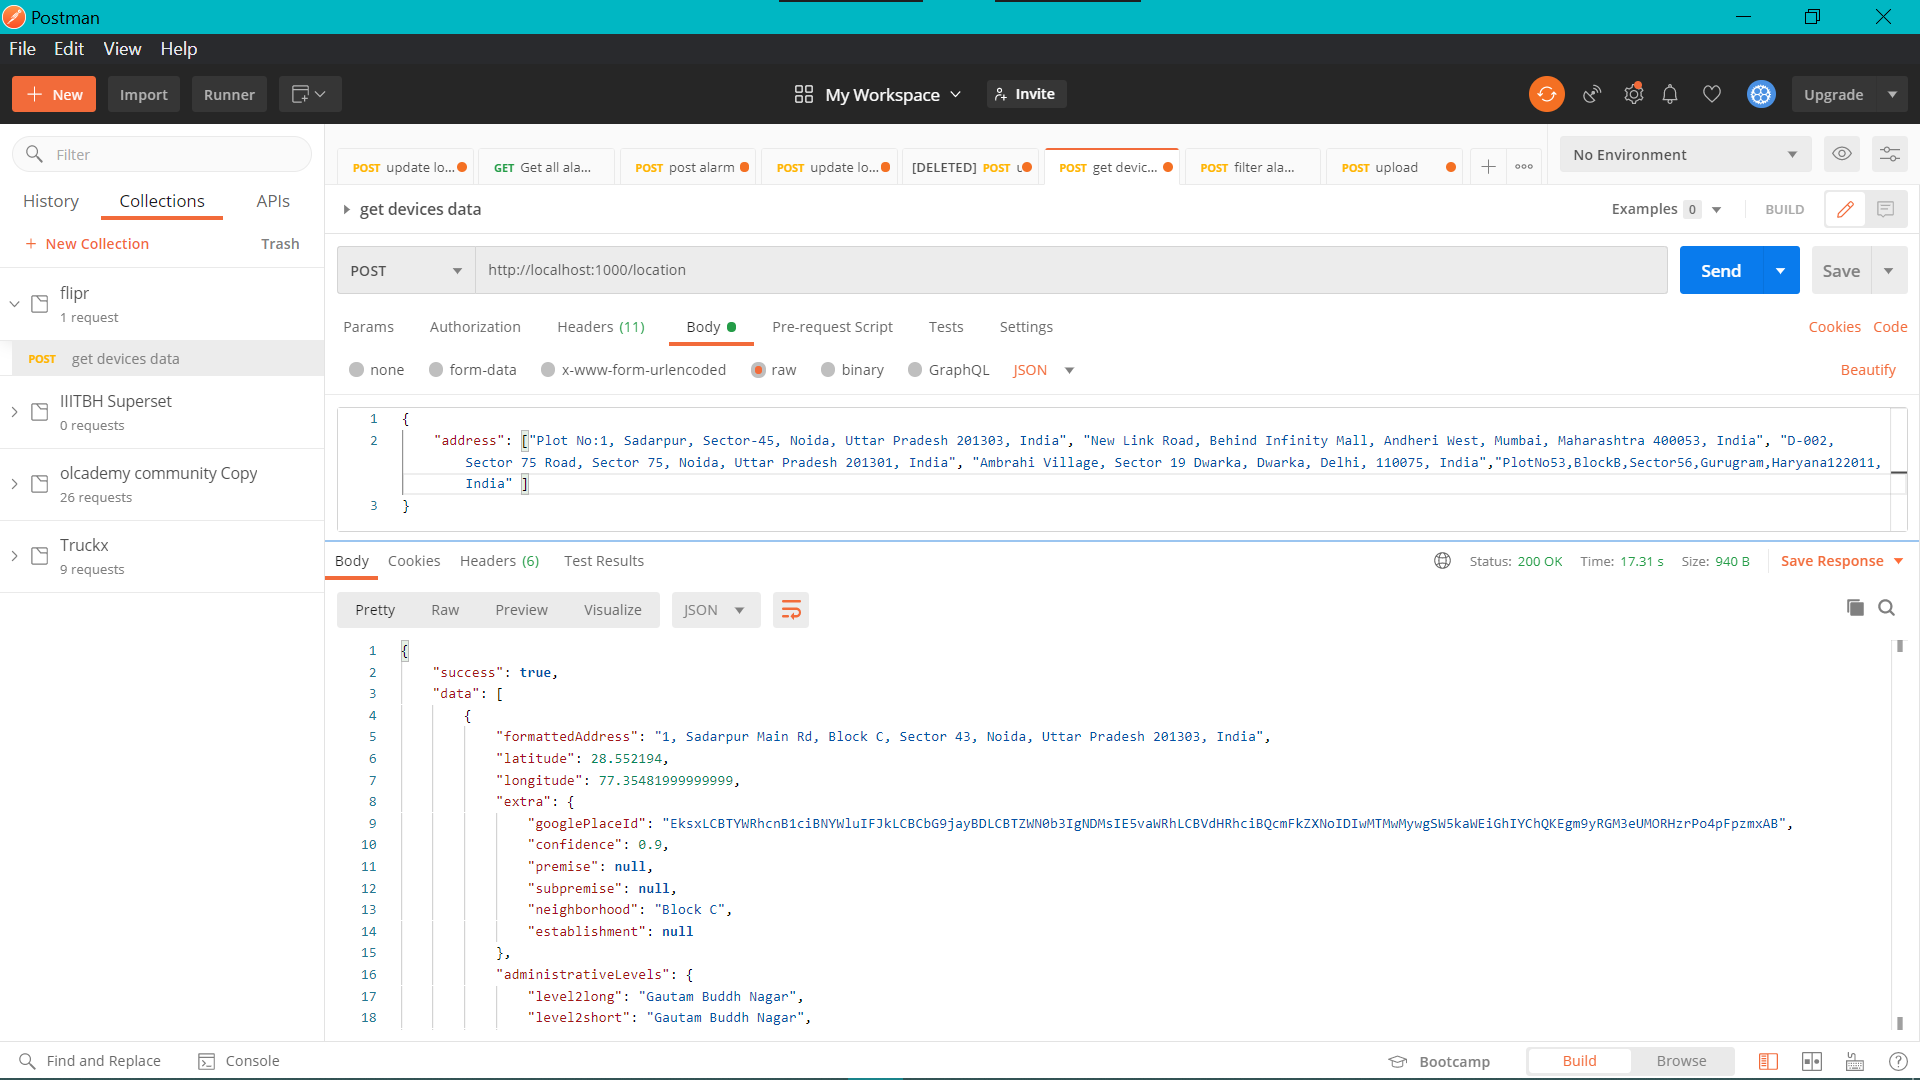 Postman
File Edit View Help
New Import Runner My Workspace Invite Upgrade
Filter
History Collections APIs
New Collection Trash
flipr
1 request
POST get devices data
IIITBH Superset
0 requests
olcademy community Copy
26 requests
Truckx
9 requests
POST update lo... GET Get all ala... POST post alarm POST update lo... [DELETED] POST POST get devic... POST filter ala... POST upload
No Environment
get devices data Examples 0 BUILD
POST http://localhost:1000/location Send Save
Params Authorization Headers (11) Body Pre-request Script Tests Settings Cookies Code
none form-data x-www-form-urlencoded raw binary GraphQL JSON Beautify
1 {
2 "address": ["Plot No:1, Sadarpur, Sector-45, Noida, Uttar Pradesh 201303, India", "New Link Road, Behind Infinity Mall, Andheri West, Mumbai, Maharashtra 400053, India", "D-002,
Sector 75 Road, Sector 75, Noida, Uttar Pradesh 201301, India", "Ambrahi Village, Sector 19 Dwarka, Dwarka, Delhi, 110075, India","PlotNo53,BlockB,Sector56,Gurugram,Haryana122011,
India" ]
3 }
Body Cookies Headers (6) Test Results Status: 200 OK Time: 17.31 s Size: 940 B Save Response
Pretty Raw Preview Visualize JSON
1 {
2 "success": true,
3 "data": [
4 {
5 "formattedAddress": "1, Sadarpur Main Rd, Block C, Sector 43, Noida, Uttar Pradesh 201303, India",
6 "latitude": 28.552194,
7 "longitude": 77.35481999999999,
8 "extra": {
9 "googlePlaceId": "EksxLCBTYWRhcnB1ciBNYWluIFJkLCBCbG9jayBDLCBTZWN0b3IgNDMsIE5vaWRhLCBVdHRhciBQcmFkZXNoIDIwMTMwMywgSW5kaWEiGhIYChQKEgm9yRGM3eUMORHzrPo4pFpzmxAB",
10 "confidence": 0.9,
11 "premise": null,
12 "subpremise": null,
13 "neighborhood": "Block C",
14 "establishment": null
15 },
16 "administrativeLevels": {
17 "level2long": "Gautam Buddh Nagar",
18 "level2short": "Gautam Buddh Nagar",
Find and Replace Console Bootcamp Build Browse